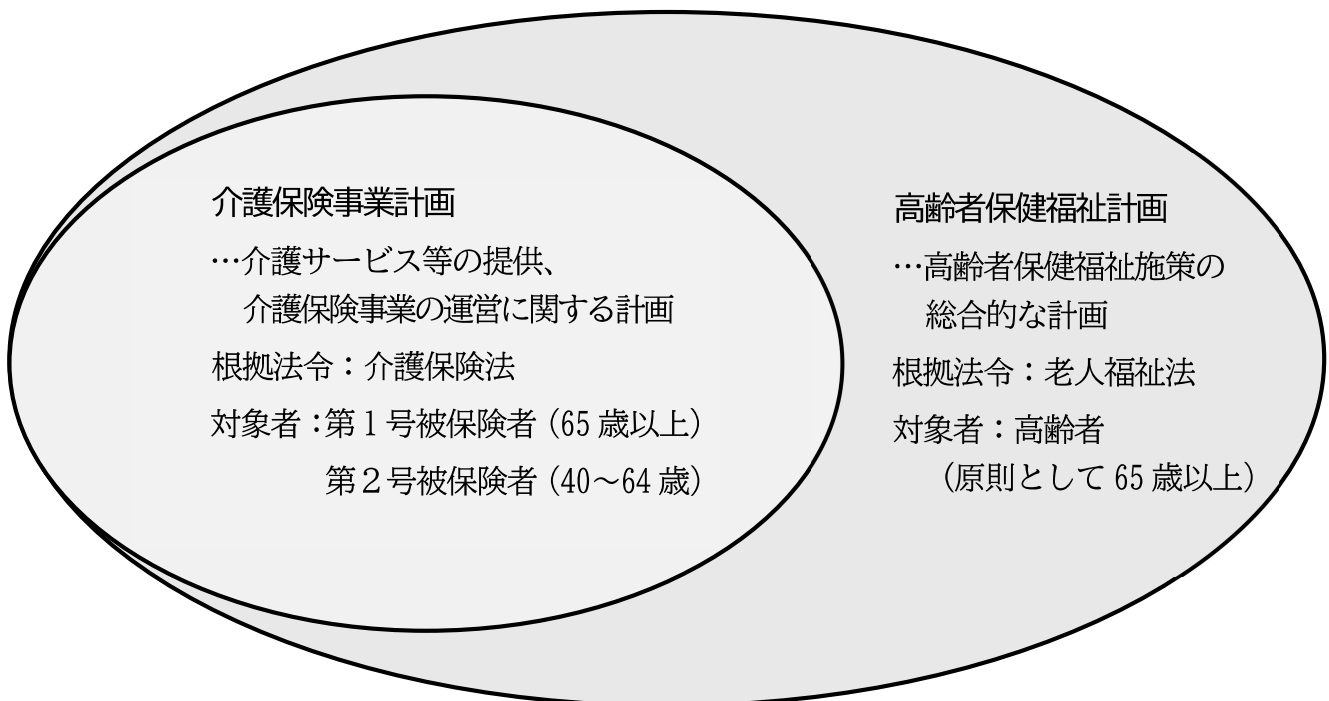 介護保険事業計画
…介護サービス等の提供、
介護保険事業の運営に関する計画
根拠法令：介護保険法
対象者：第１号被保険者（65 歳以上）
第２号被保険者（40～64 歳）
高齢者保健福祉計画
…高齢者保健福祉施策の
総合的な計画
根拠法令：老人福祉法
対象者：高齢者
（原則として 65 歳以上）